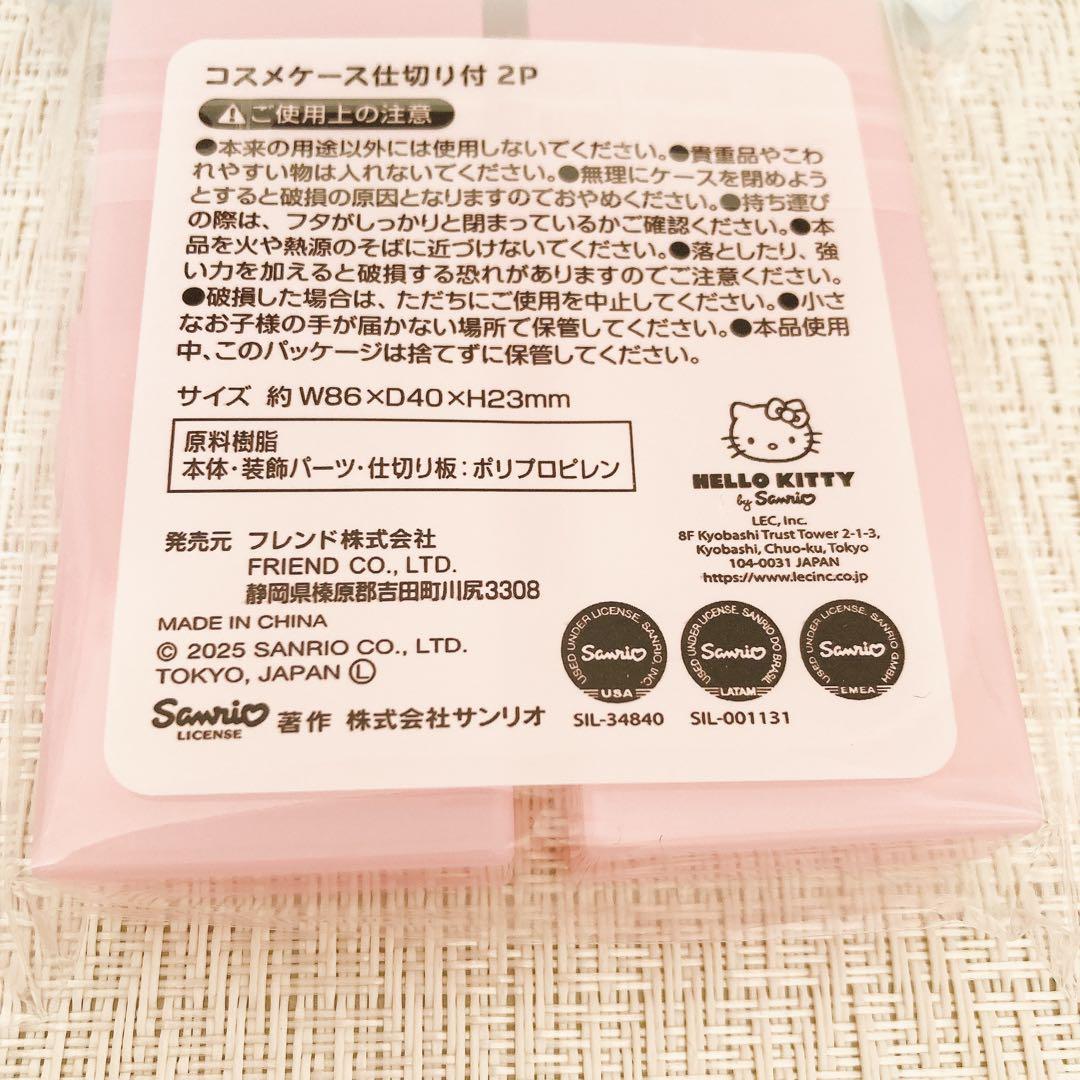 コスメケース仕切り付 2P
ご使用上の注意
●本来の用途以外には使用しないでください。●貴重品やこわ
れやすい物は入れないでください。●無理にケースを閉めよう
とすると破損の原因となりますのでおやめください。●持ち運び
の際は、フタがしっかりと閉まっているかご確認ください。●本
品を火や熱源のそばに近づけないでください。●落としたり、強
い力を加えると破損する恐れがありますのでご注意ください。
●破損した場合は、ただちにご使用を中止してください。●小さ
なお子様の手が届かない場所で保管してください。●本品使用
中、このパッケージは捨てずに保管してください。
サイズ 約W86×D40×H23mm
原料樹脂
本体・装飾パーツ・仕切り板：ポリプロピレン
発売元 フレンド株式会社
FRIEND CO., LTD.
静岡県榛原郡吉田町川尻3308
MADE IN CHINA
© 2025 SANRIO CO., LTD.
TOKYO, JAPAN Ⓛ
Sanrio
LICENSE
著作 株式会社サンリオ
HELLO KITTY
by Sanrio
LEC, Inc.
8F Kyobashi Trust Tower 2-1-3,
Kyobashi, Chuo-ku, Tokyo
104-0031 JAPAN
https://www.lecinc.co.jp
USED UNDER LICENSE. SANRIO, INC.
Sanrio
USA
SIL-34840
USED UNDER LICENSE. SANRIO DO BRASIL
Sanrio
LATAM
SIL-001131
USED UNDER LICENSE. SANRIO GMBH
Sanrio
EMEA